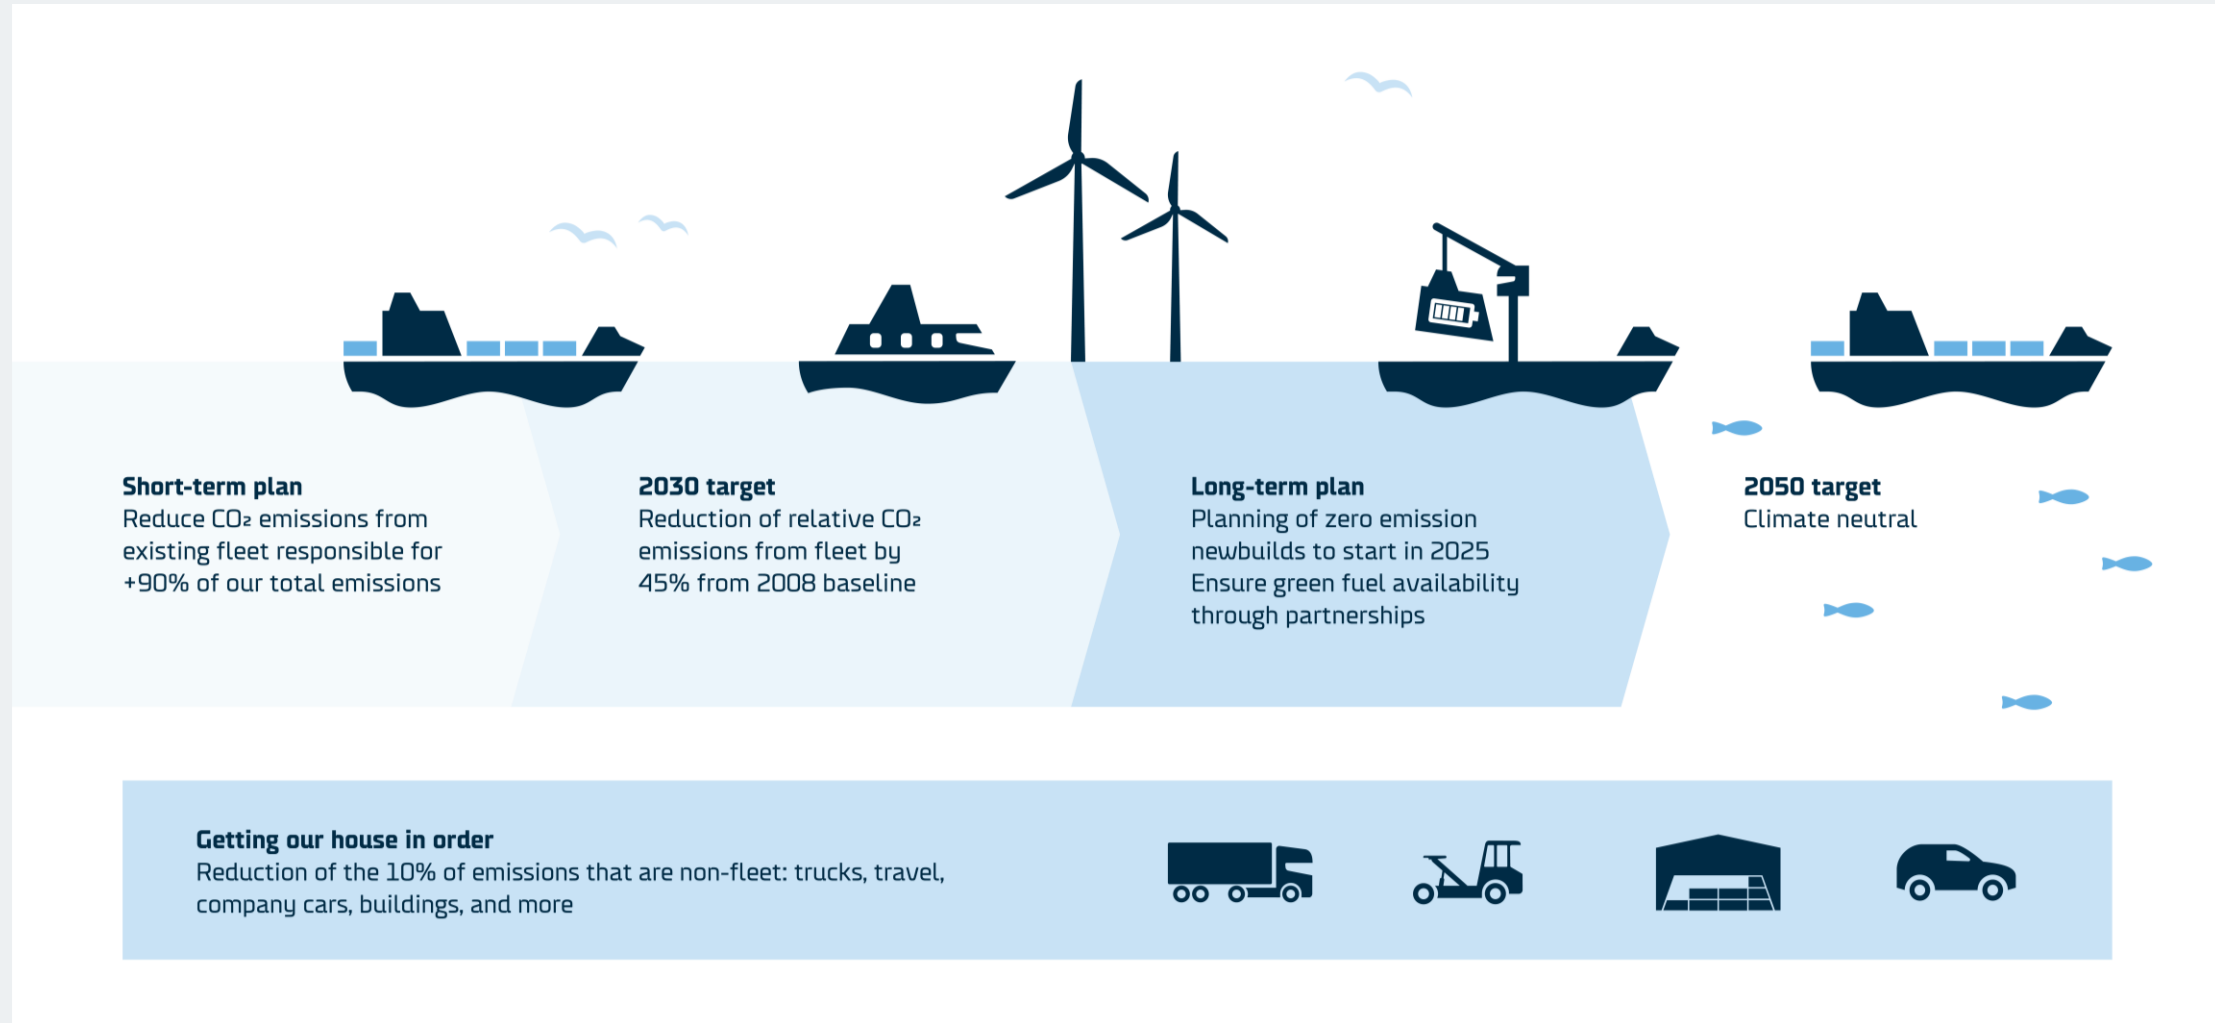 Short-term plan
Reduce CO₂ emissions from
existing fleet responsible for
+90% of our total emissions
2030 target
Reduction of relative CO₂
emissions from fleet by
45% from 2008 baseline
Long-term plan
Planning of zero emission
newbuilds to start in 2025
Ensure green fuel availability
through partnerships
2050 target
Climate neutral
Getting our house in order
Reduction of the 10% of emissions that are non-fleet: trucks, travel,
company cars, buildings, and more